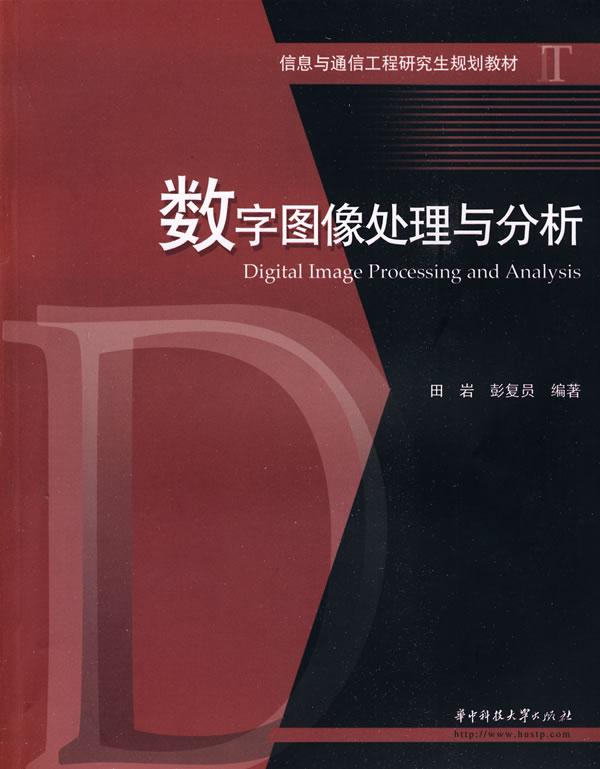 信息与通信工程研究生规划教材
IT
数字图像处理与分析
Digital Image Processing and Analysis
田 岩 彭复员 编著
D
华中科技大学出版社
http://www.hustp.com